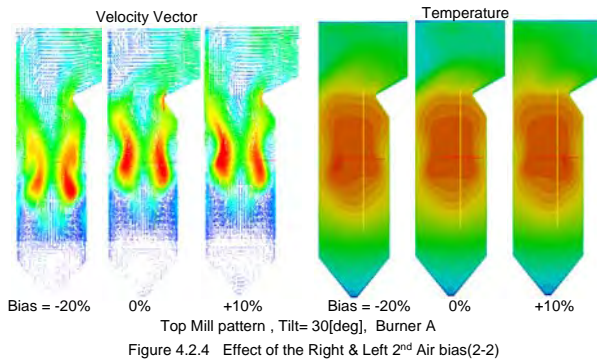 Velocity Vector
Temperature
Bias = -20% 0% +10%
Bias = -20% 0% +10%
Top Mill pattern , Tilt= 30[deg], Burner A
Figure 4.2.4 Effect of the Right & Left 2nd Air bias(2-2)